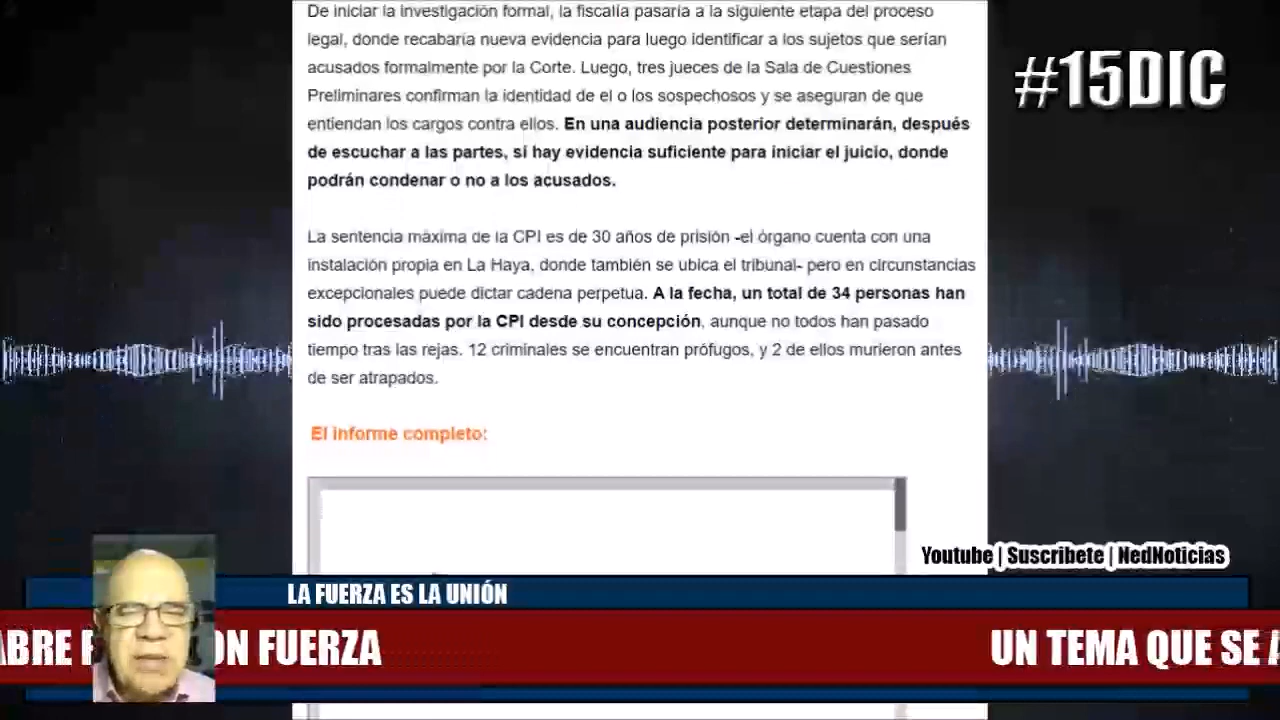 De iniciar la investigación formal, la fiscalía pasaría a la siguiente etapa del proceso
legal, donde recabaría nueva evidencia para luego identificar a los sujetos que serían
acusados formalmente por la Corte. Luego, tres jueces de la Sala de Cuestiones
Preliminares confirman la identidad de el o los sospechosos y se aseguran de que
entiendan los cargos contra ellos. En una audiencia posterior determinarán, después
de escuchar a las partes, si hay evidencia suficiente para iniciar el juicio, donde
podrán condenar o no a los acusados.
La sentencia máxima de la CPI es de 30 años de prisión -el órgano cuenta con una
instalación propia en La Haya, donde también se ubica el tribunal- pero en circunstancias
excepcionales puede dictar cadena perpetua. A la fecha, un total de 34 personas han
sido procesadas por la CPI desde su concepción, aunque no todos han pasado
tiempo tras las rejas. 12 criminales se encuentran prófugos, y 2 de ellos murieron antes
de ser atrapados.
El informe completo:
#15DIC
Youtube | Suscribete | NedNoticias
LA FUERZA ES LA UNIÓN
ABRE ON FUERZA
UN TEMA QUE SE A